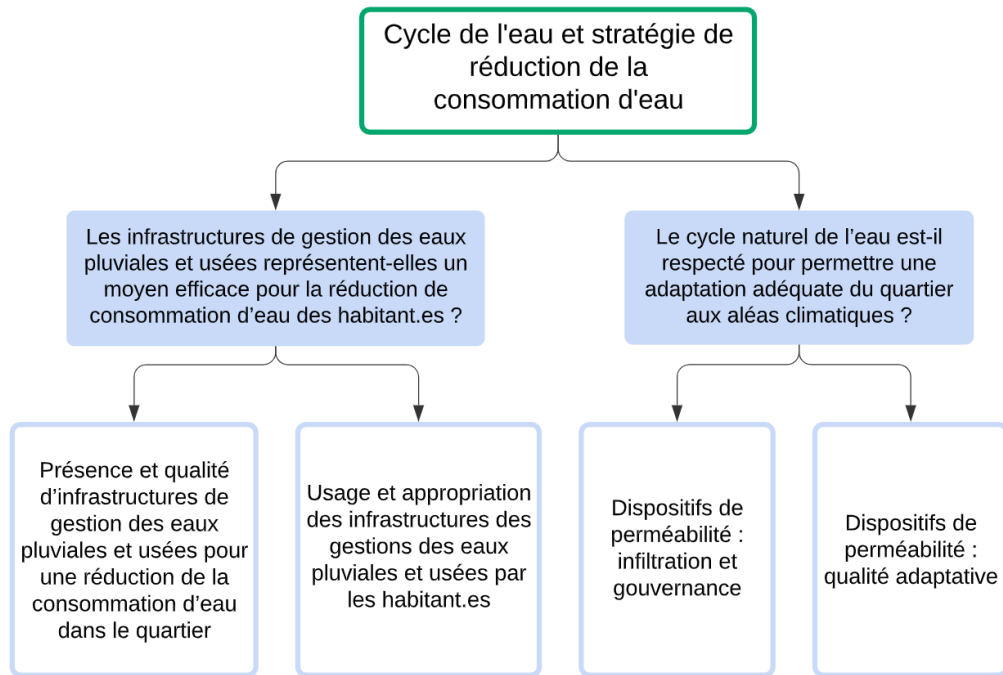 Cycle de l'eau et stratégie de
réduction de la
consommation d'eau
Les infrastructures de gestion des eaux
pluviales et usées représentent-elles un
moyen efficace pour la réduction de
consommation d’eau des habitant.es ?
Le cycle naturel de l’eau est-il
respecté pour permettre une
adaptation adéquate du quartier
aux aléas climatiques ?
Présence et qualité
d’infrastructures de
gestion des eaux
pluviales et usées pour
une réduction de la
consommation d’eau
dans le quartier
Usage et appropriation
des infrastructures des
gestions des eaux
pluviales et usées par
les habitant.es
Dispositifs de
perméabilité :
infiltration et
gouvernance
Dispositifs de
perméabilité :
qualité adaptative